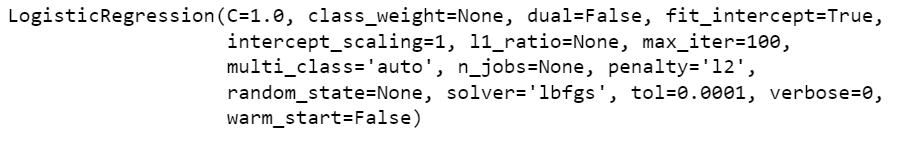 LogisticRegression(C=1.0, class_weight=None, dual=False, fit_intercept=True,
intercept_scaling=1, l1_ratio=None, max_iter=100,
multi_class='auto', n_jobs=None, penalty='l2',
random_state=None, solver='lbfgs', tol=0.0001, verbose=0,
warm_start=False)